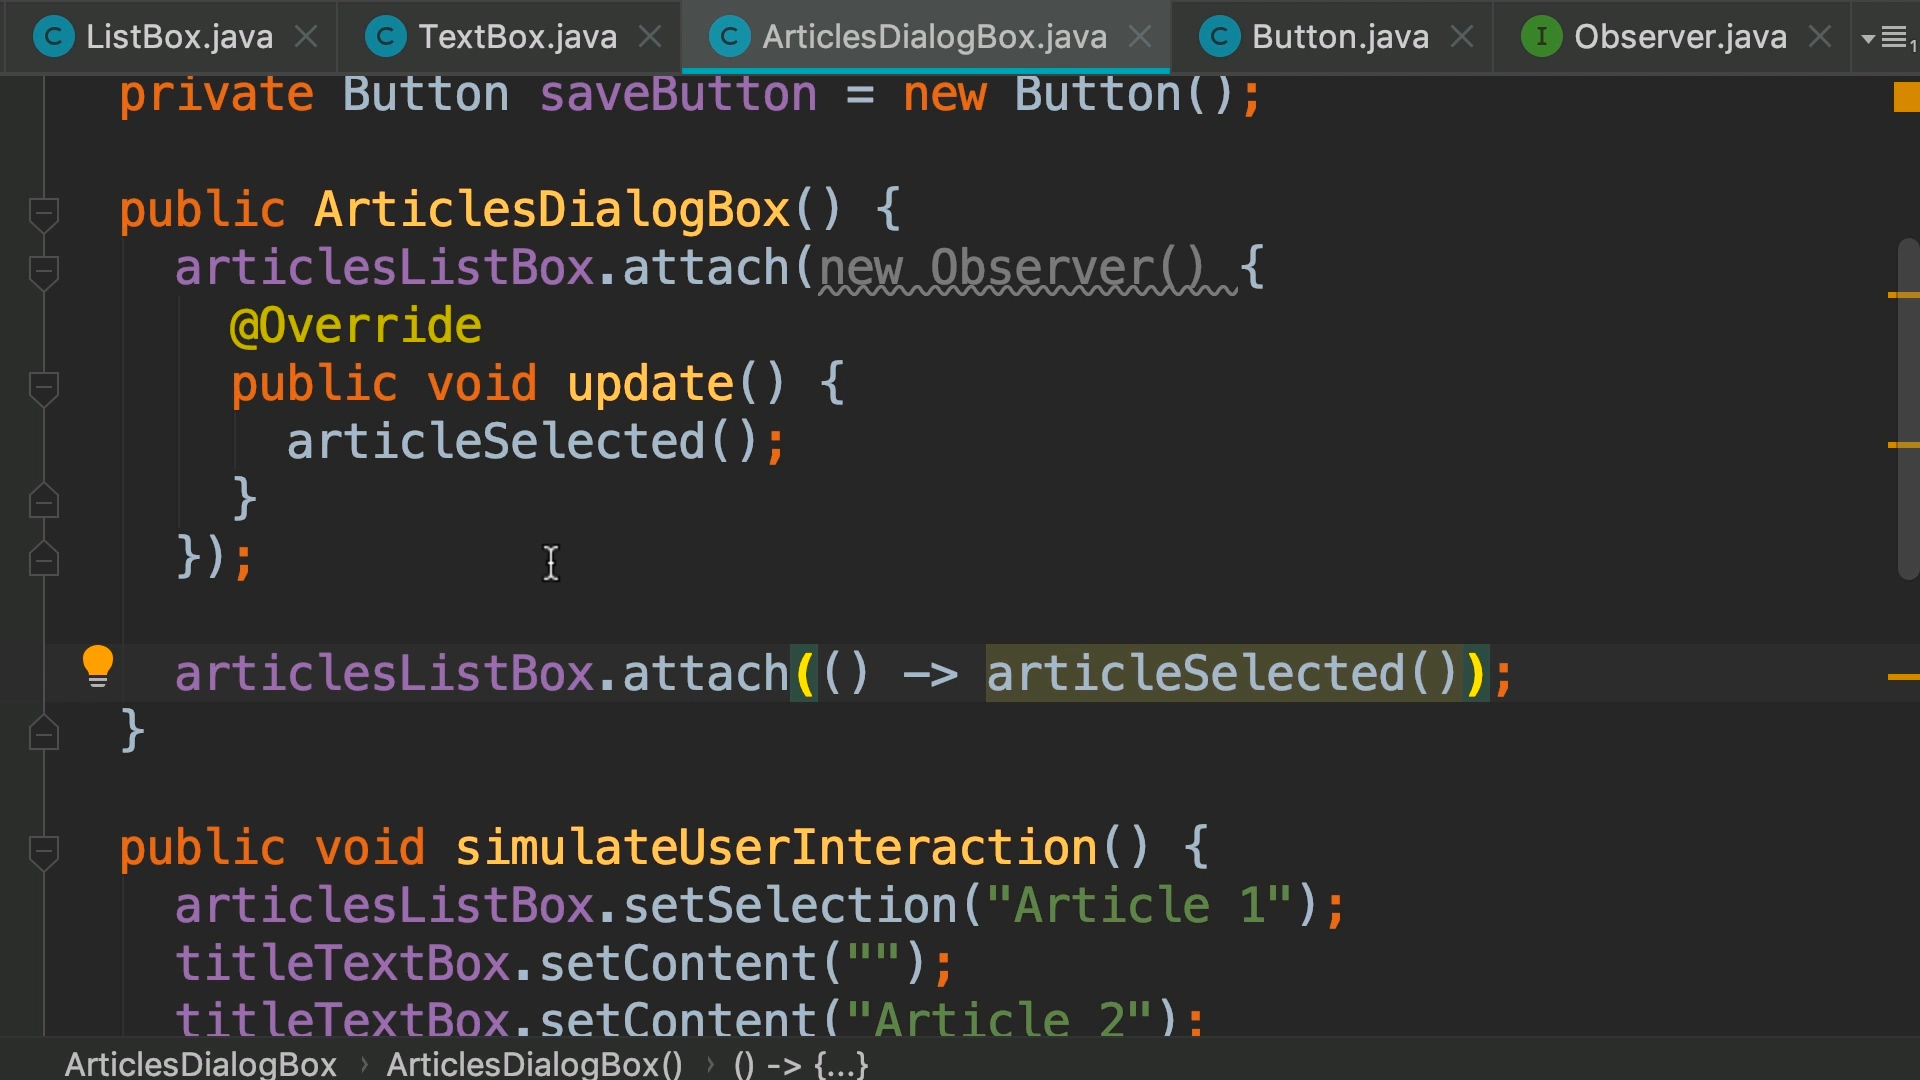 C ListBox.java
C TextBox.java
C ArticlesDialogBox.java
C Button.java
I Observer.java
1
private Button saveButton = new Button();
public ArticlesDialogBox() {
articlesListBox.attach(new Observer() {
@Override
public void update() {
articleSelected();
}
});
articlesListBox.attach(() -> articleSelected());
}
public void simulateUserInteraction() {
articlesListBox.setSelection("Article 1");
titleTextBox.setContent("");
titleTextBox.setContent("Article 2");
ArticlesDialogBox › ArticlesDialogBox() › () -> {...}